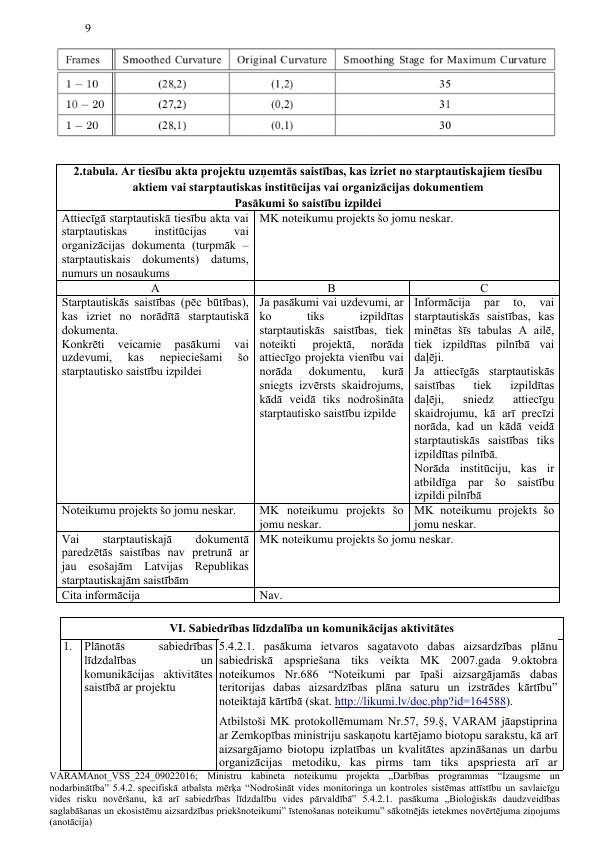 9
Frames Smoothed Curvature Original Curvature Smoothing Stage for Maximum Curvature
1 − 10 (28,2) (1,2) 35
10 − 20 (27,2) (0,2) 31
1 − 20 (28,1) (0,1) 30
2.tabula. Ar tiesību akta projektu uzņemtās saistības, kas izriet no starptautiskajiem tiesību
aktiem vai starptautiskas institūcijas vai organizācijas dokumentiem
Pasākumi šo saistību izpildei
Attiecīgā starptautiskā tiesību akta vai
starptautiskas institūcijas vai
organizācijas dokumenta (turpmāk –
starptautiskais dokuments) datums,
numurs un nosaukums
MK noteikumu projekts šo jomu neskar.
A B C
Starptautiskās saistības (pēc būtības),
kas izriet no norādītā starptautiskā
dokumenta.
Konkrēti veicamie pasākumi vai
uzdevumi, kas nepieciešami šo
starptautisko saistību izpildei
Ja pasākumi vai uzdevumi, ar
ko tiks izpildītas
starptautiskās saistības, tiek
noteikti projektā, norāda
attiecīgo projekta vienību vai
norāda dokumentu, kurā
sniegts izvērsts skaidrojums,
kādā veidā tiks nodrošināta
starptautisko saistību izpilde
Informācija par to, vai
starptautiskās saistības, kas
minētas šīs tabulas A ailē,
tiek izpildītas pilnībā vai
daļēji.
Ja attiecīgās starptautiskās
saistības tiek izpildītas
daļēji, sniedz attiecīgu
skaidrojumu, kā arī precīzi
norāda, kad un kādā veidā
starptautiskās saistības tiks
izpildītas pilnībā.
Norāda institūciju, kas ir
atbildīga par šo saistību
izpildi pilnībā
Noteikumu projekts šo jomu neskar.
MK noteikumu projekts šo
jomu neskar.
MK noteikumu projekts šo
jomu neskar.
Vai starptautiskajā dokumentā
paredzētās saistības nav pretrunā ar
jau esošajām Latvijas Republikas
starptautiskajām saistībām
MK noteikumu projekts šo jomu neskar.
Cita informācija Nav.
VI. Sabiedrības līdzdalība un komunikācijas aktivitātes
1. Plānotās sabiedrības
līdzdalības un
komunikācijas aktivitātes
saistībā ar projektu
5.4.2.1. pasākuma ietvaros sagatavoto dabas aizsardzības plānu
sabiedriskā apspriešana tiks veikta MK 2007.gada 9.oktobra
noteikumos Nr.686 “Noteikumi par īpaši aizsargājamās dabas
teritorijas dabas aizsardzības plāna saturu un izstrādes kārtību”
noteiktajā kārtībā (skat. http://likumi.lv/doc.php?id=164588).
Atbilstoši MK protokollēmumam Nr.57, 59.§, VARAM jāapstiprina
ar Zemkopības ministriju saskaņotu kartējamo biotopu sarakstu, kā arī
aizsargājamo biotopu izplatības un kvalitātes apzināšanas un darbu
organizācijas metodiku, kas pirms tam tiks apspriesta arī ar
VARAMAnot_VSS_224_09022016; Ministru kabineta noteikumu projekta „Darbības programmas “Izaugsme un
nodarbinātība” 5.4.2. specifiskā atbalsta mērķa “Nodrošināt vides monitoringa un kontroles sistēmas attīstību un savlaicīgu
vides risku novēršanu, kā arī sabiedrības līdzdalību vides pārvaldībā” 5.4.2.1. pasākuma „Bioloģiskās daudzveidības
saglabāšanas un ekosistēmu aizsardzības priekšnoteikumi” īstenošanas noteikumu” sākotnējās ietekmes novērtējuma ziņojums
(anotācija)